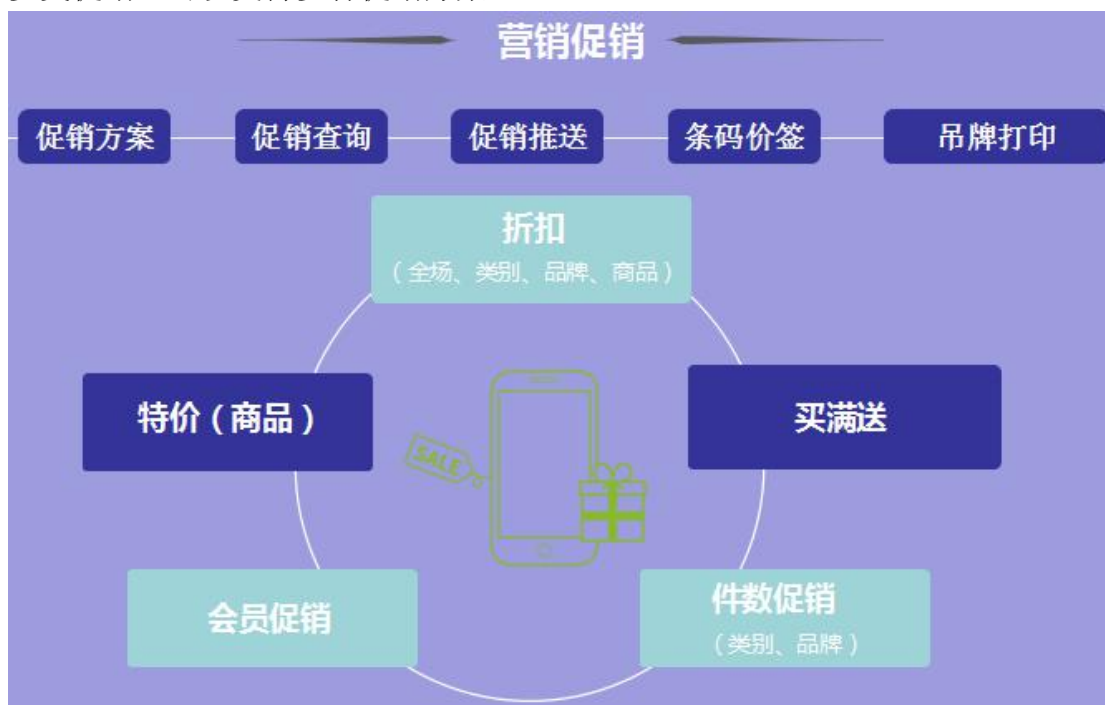 营销促销
促销方案 促销查询 促销推送 条码价签 吊牌打印
折扣
（全场、类别、品牌、商品）
特价（商品）
买满送
SALE
会员促销
件数促销
（类别、品牌）